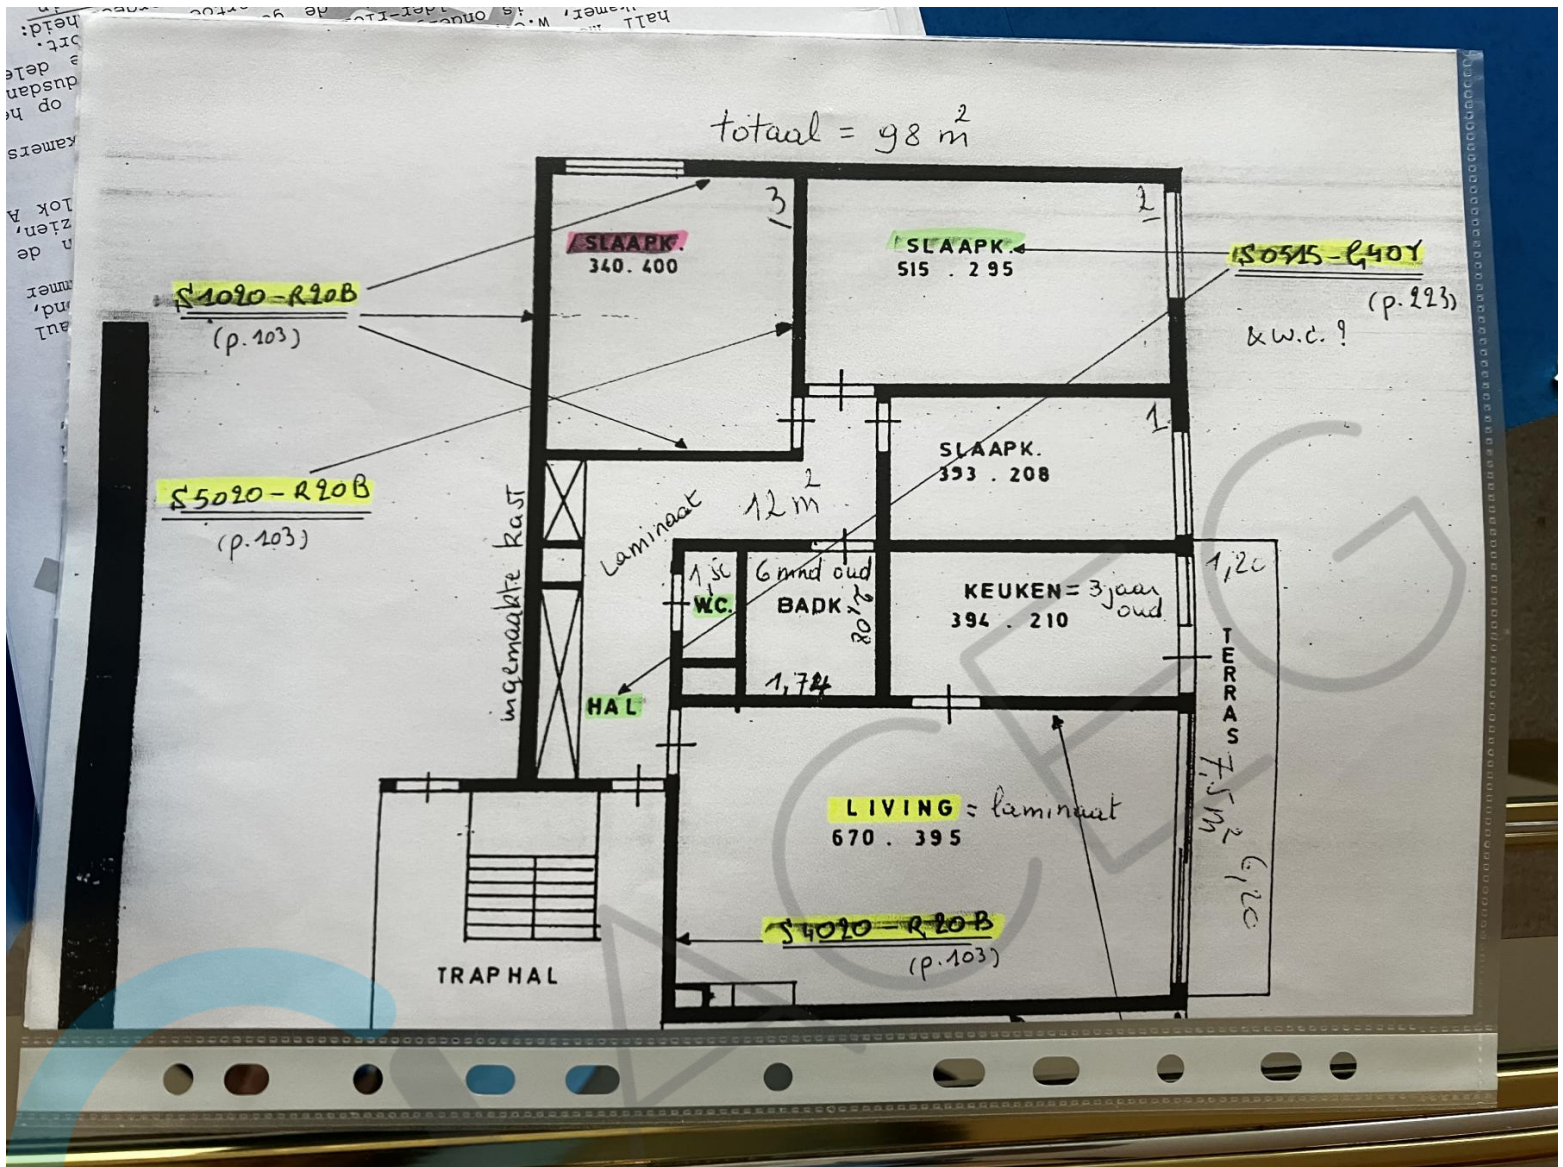 totaal = 98 m²
3
2
SLAAPK.
340.400
SLAAPK.
515 . 295
S0515-G40Y
(p.223)
& w.c. ?
S1020-R20B
(p.103)
1
SLAAPK.
393 . 208
S5020-R20B
(p.103)
12 m²
Laminaat
ingemaakte kast
W.C.
6 mnd oud
BADK
2,08
1,74
KEUKEN = 3 jaar
oud
394 . 210
1,20
TERRAS
7,5 m²
6,20
HAL
LIVING = laminaat
670 . 395
S4020-R20B
(p.103)
TRAPHAL
ACEG